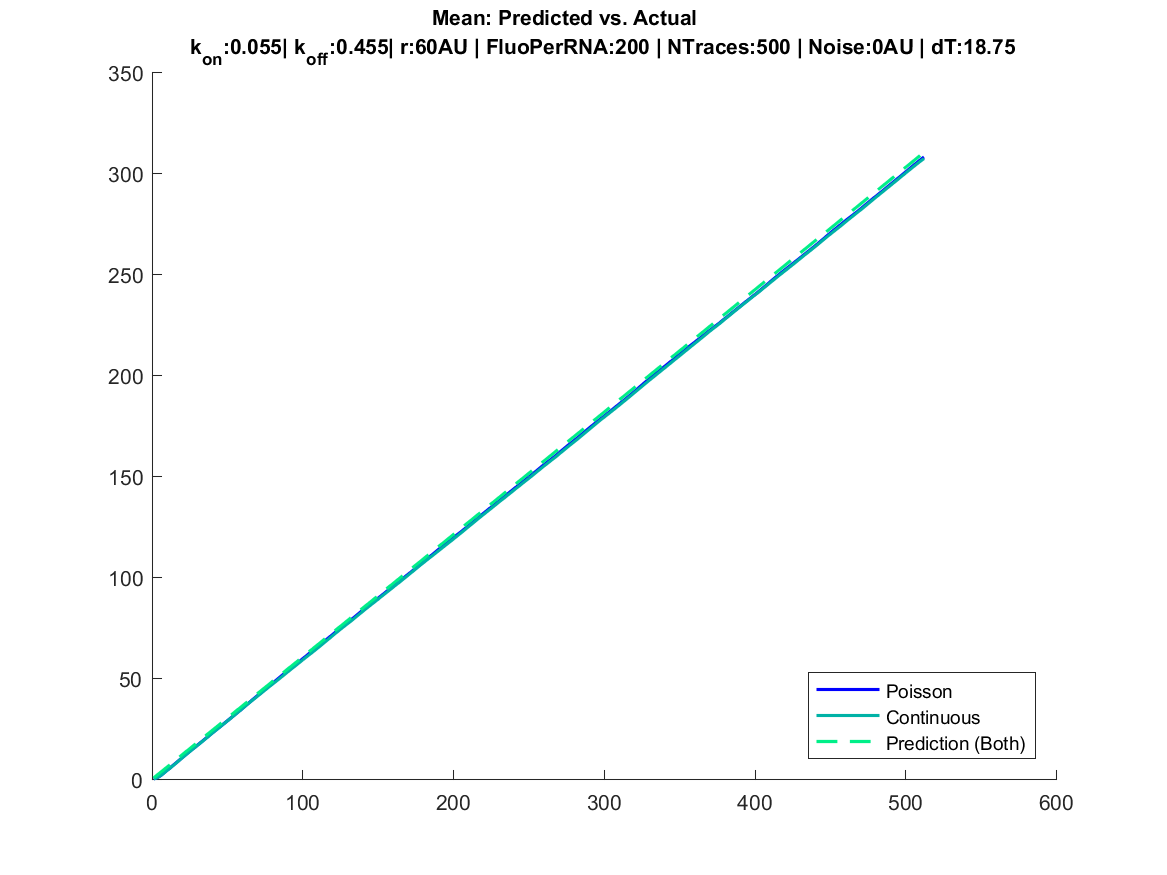 Mean: Predicted vs. Actual
kon:0.055| koff:0.455| r:60AU | FluoPerRNA:200 | NTraces:500 | Noise:0AU | dT:18.75
350
300
250
200
150
100
50
0
Poisson
Continuous
Prediction (Both)
0 100 200 300 400 500 600